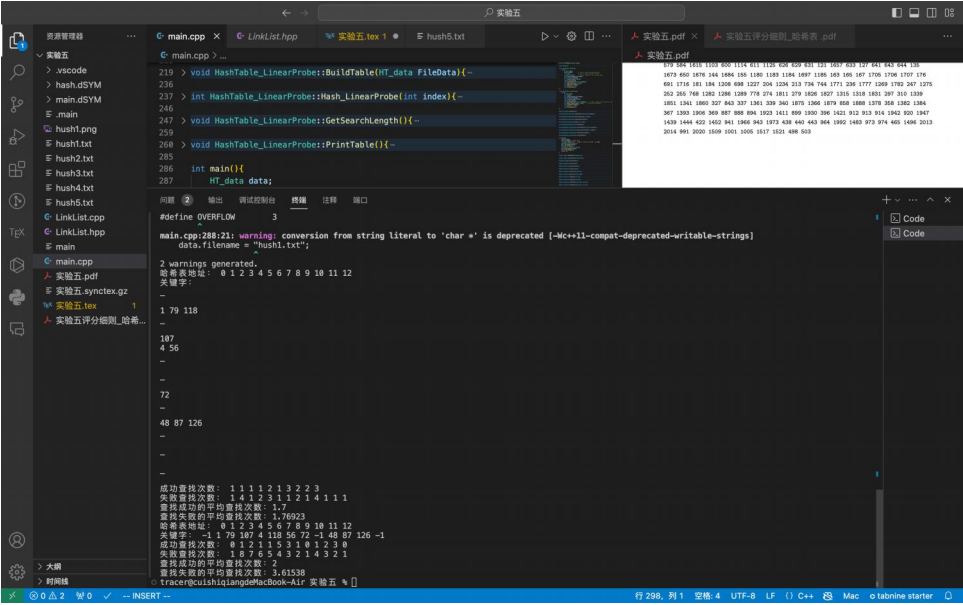 实验五
资源管理器 ···
main.cpp
LinkList.hpp
实验五.tex 1
hush5.txt
实验五.pdf
实验五评分细则_哈希表 .pdf
main.cpp > ...
实验五.pdf
实验五
.vscode
hash.dSYM
main.dSYM
.main
hush1.png
hush1.txt
hush2.txt
hush3.txt
hush4.txt
hush5.txt
LinkList.cpp
LinkList.hpp
main
main.cpp
实验五.pdf
实验五.synctex.gz
实验五.tex 1
实验五评分细则_哈希...
大纲
时间线
219 > void HashTable_LinearProbe::BuildTable(HT_data FileData){
236
237 > int HashTable_LinearProbe::Hash_LinearProbe(int index){
246
247 > void HashTable_LinearProbe::GetSearchLength(){
259
260 > void HashTable_LinearProbe::PrintTable(){
285
286 int main(){
287 HT_data data;
问题 2 输出 调试控制台 终端 注释 端口
Code
Code
#define OVERFLOW 3
^
main.cpp:288:21: warning: conversion from string literal to 'char *' is deprecated [-Wc++11-compat-deprecated-writable-strings]
data.filename = "hush1.txt";
^
2 warnings generated.
哈希表地址: 0 1 2 3 4 5 6 7 8 9 10 11 12
关键字:
—
1 79 118
—
107
4 56
—
—
72
—
48 87 126
—
—
—
成功查找次数: 1 1 1 1 2 1 3 2 2 3
失败查找次数: 1 4 1 2 3 1 1 2 1 4 1 1 1
查找成功的平均查找次数: 1.7
查找失败的平均查找次数: 1.76923
哈希表地址: 0 1 2 3 4 5 6 7 8 9 10 11 12
关键字: -1 1 79 107 4 118 56 72 -1 48 87 126 -1
成功查找次数: 0 1 2 1 1 5 3 1 0 1 2 3 0
失败查找次数: 1 8 7 6 5 4 3 2 1 4 3 2 1
查找成功的平均查找次数: 2
查找失败的平均查找次数: 3.61538
tracer@cuishiqiangdeMacBook-Air 实验五 %
0 2 0 -- INSERT -- 行 298, 列 1 空格: 4 UTF-8 LF {} C++ Mac tabnine starter